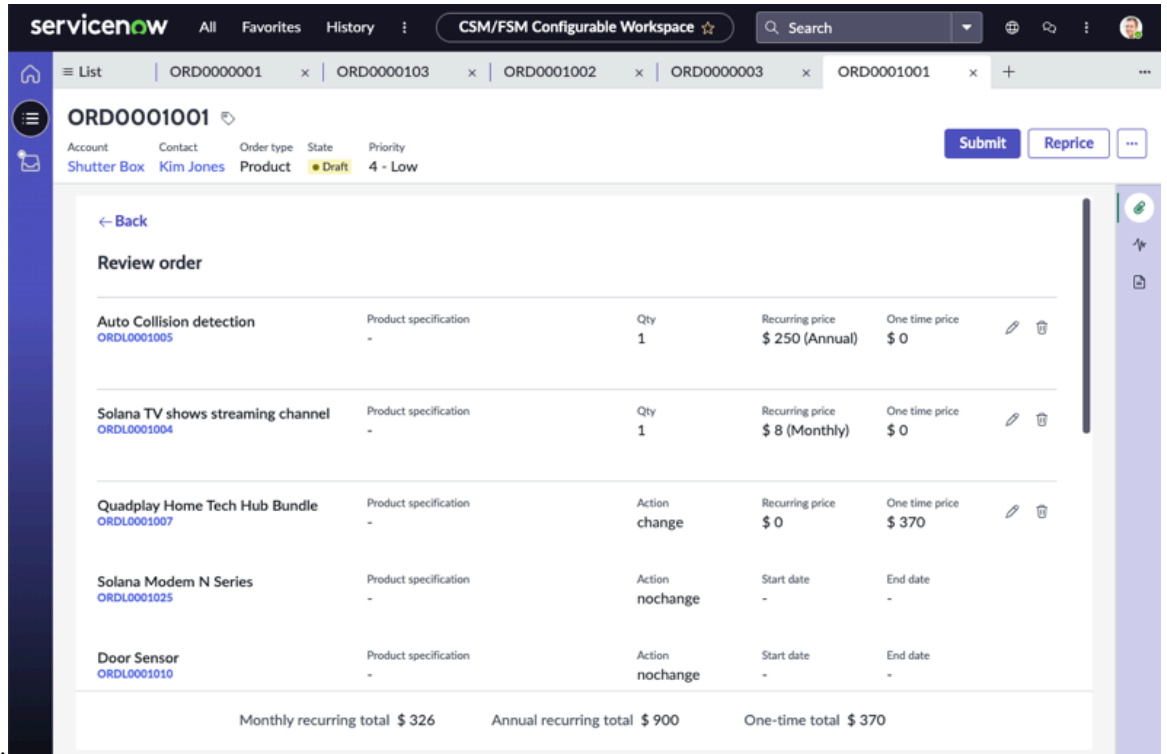 servicenow All Favorites History CSM/FSM Configurable Workspace Search
List ORD0000001 ORD0000103 ORD0001002 ORD0000003 ORD0001001
ORD0001001
Account Contact Order type State Priority
Shutter Box Kim Jones Product Draft 4 - Low
Submit Reprice
Back
Review order
Auto Collision detection Product specification Qty Recurring price One time price
ORDL0001005 - 1 $ 250 (Annual) $ 0
Solana TV shows streaming channel Product specification Qty Recurring price One time price
ORDL0001004 - 1 $ 8 (Monthly) $ 0
Quadplay Home Tech Hub Bundle Product specification Action Recurring price One time price
ORDL0001007 - change $ 0 $ 370
Solana Modem N Series Product specification Action Start date End date
ORDL0001025 - nochange - -
Door Sensor Product specification Action Start date End date
ORDL0001010 - nochange - -
Monthly recurring total $ 326 Annual recurring total $ 900 One-time total $ 370